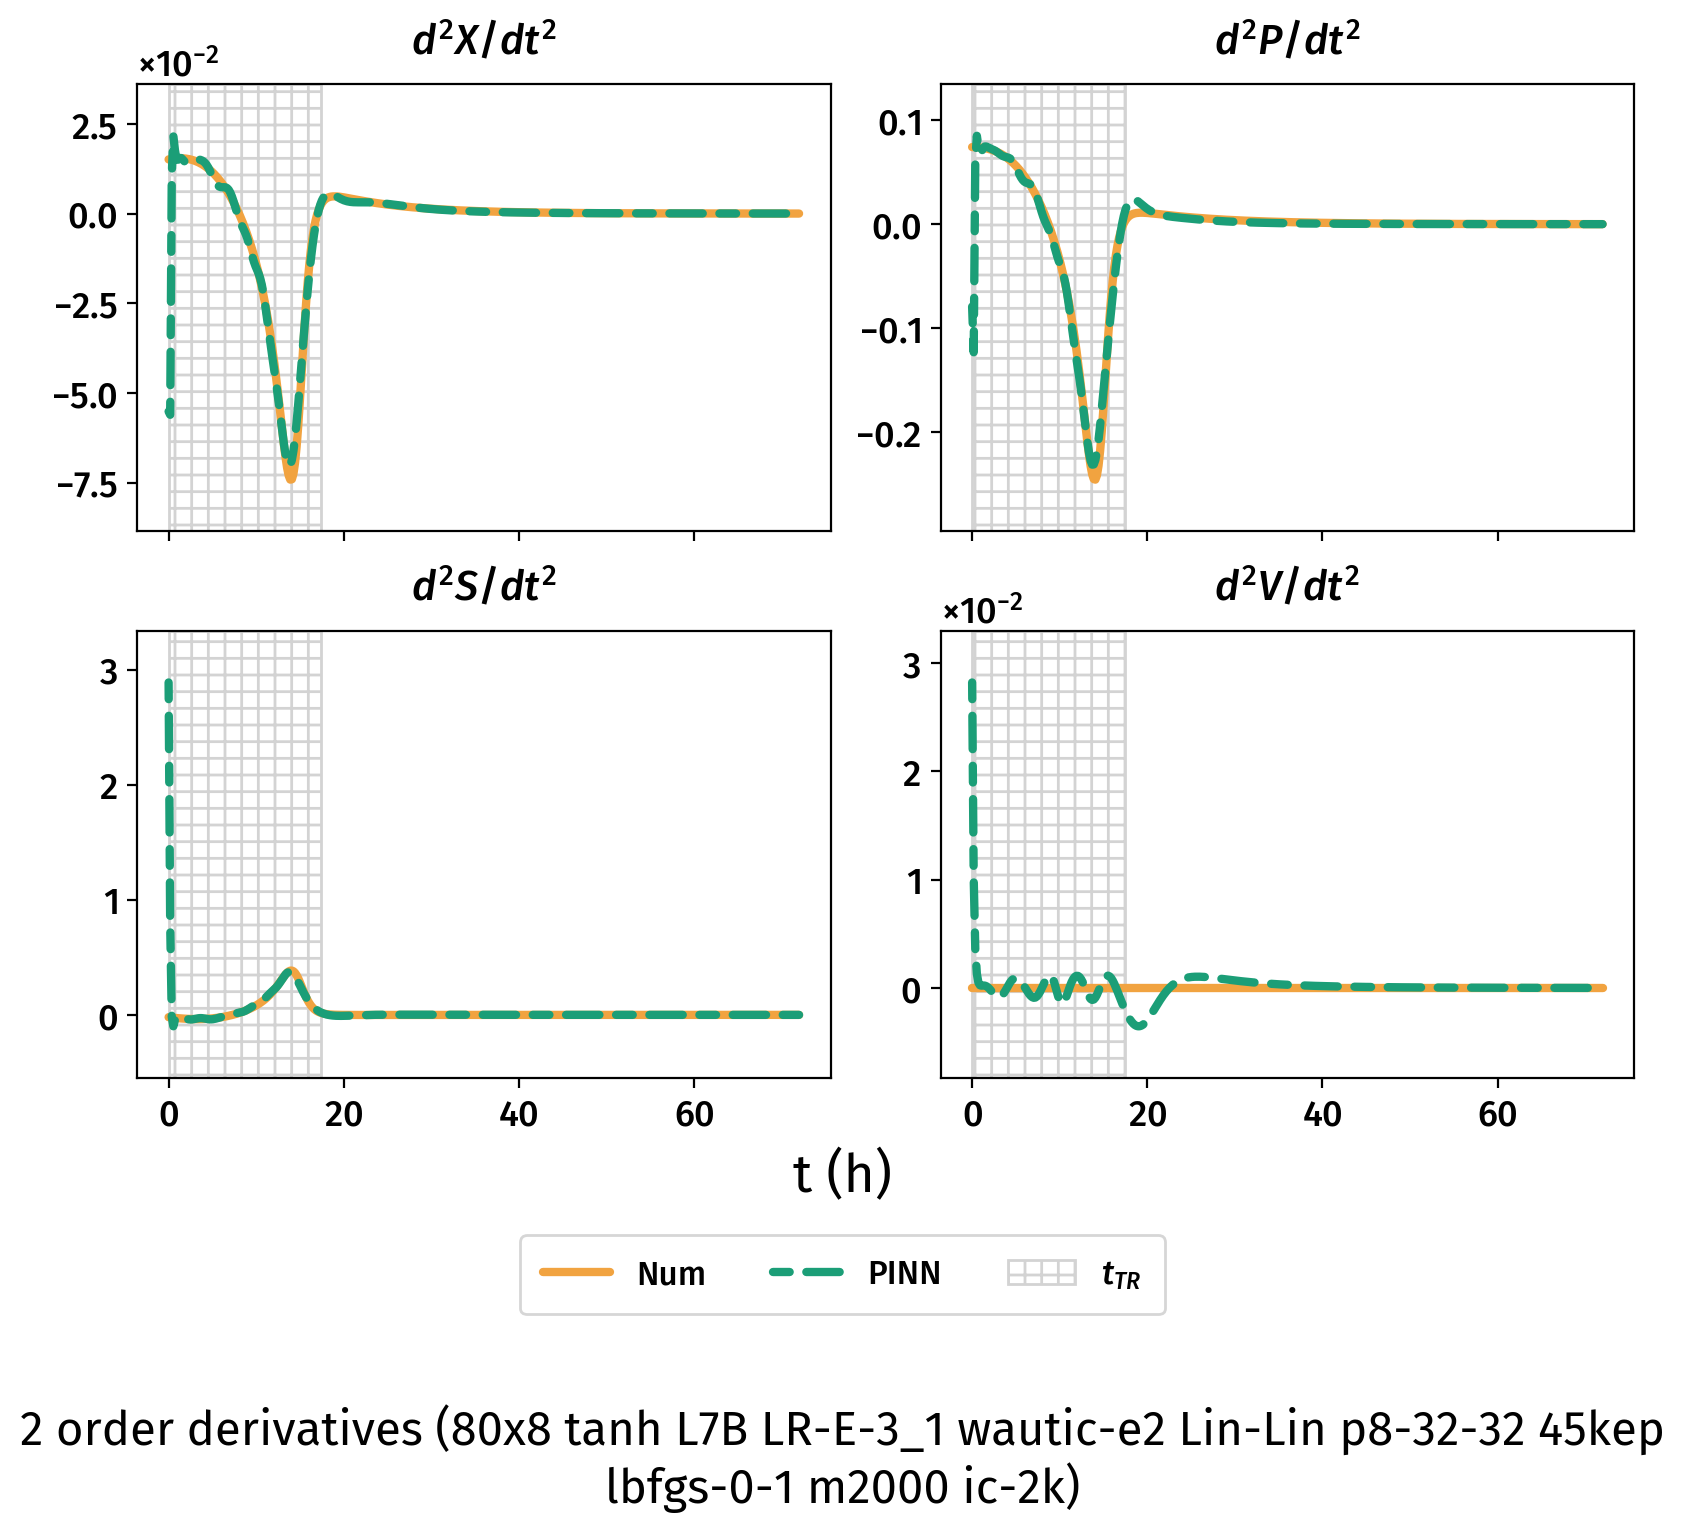 d²X/dt²
×10⁻²
2.5
0.0
−2.5
−5.0
−7.5
d²P/dt²
0.1
0.0
−0.1
−0.2
d²S/dt²
3
2
1
0
0 20 40 60
d²V/dt²
×10⁻²
3
2
1
0
0 20 40 60
t (h)
Num PINN t_TR
2 order derivatives (80x8 tanh L7B LR-E-3_1 wautic-e2 Lin-Lin p8-32-32 45kep
lbfgs-0-1 m2000 ic-2k)